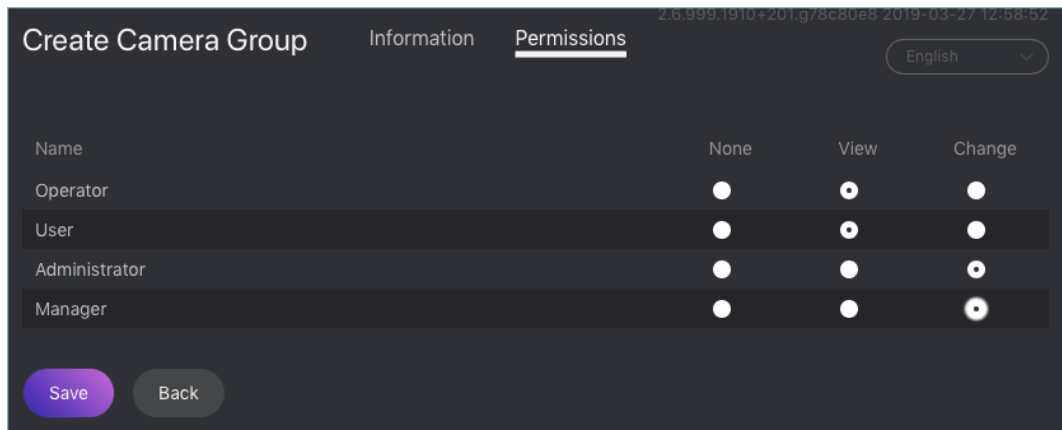 2.6.999.1910+201.g78c80e8 2019-03-27 12:58:52
Create Camera Group Information Permissions
English
Name None View Change
Operator
User
Administrator
Manager
Save Back